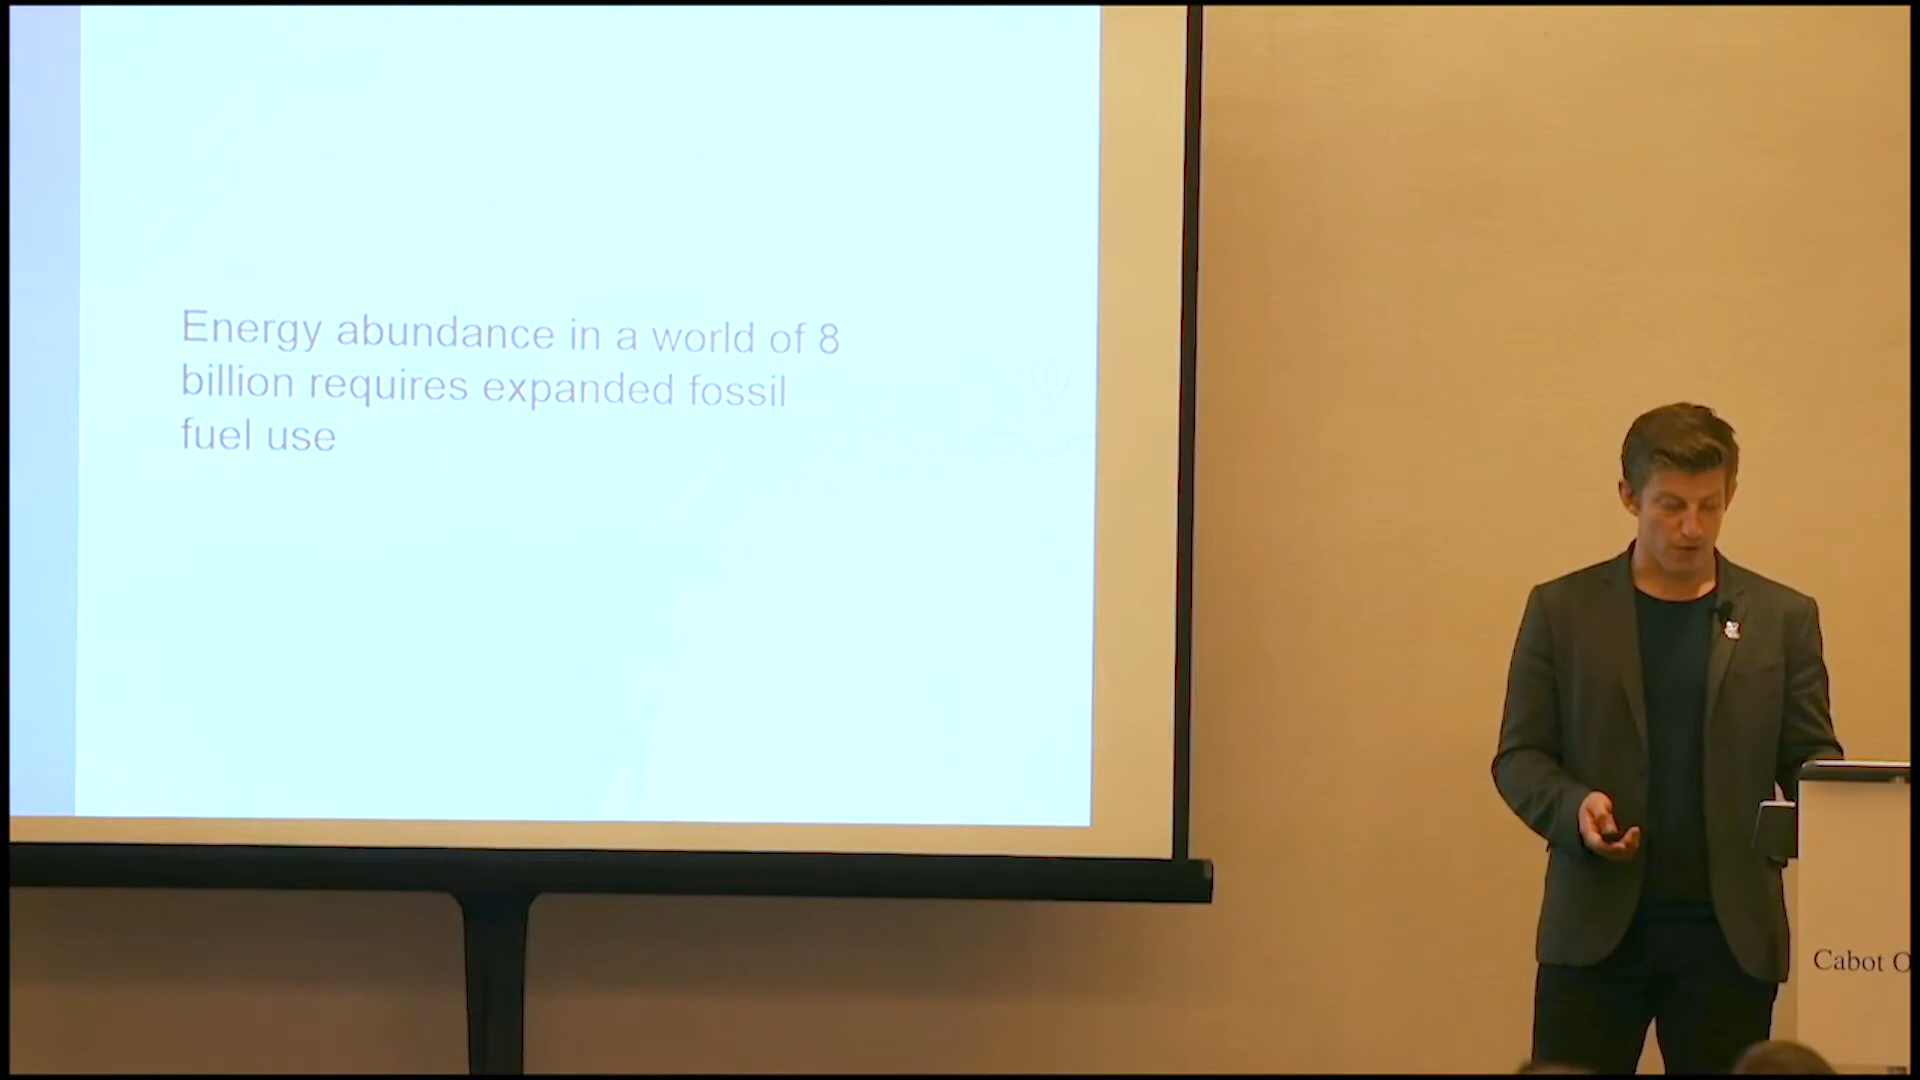 Energy abundance in a world of 8
billion requires expanded fossil
fuel use
Cabot O